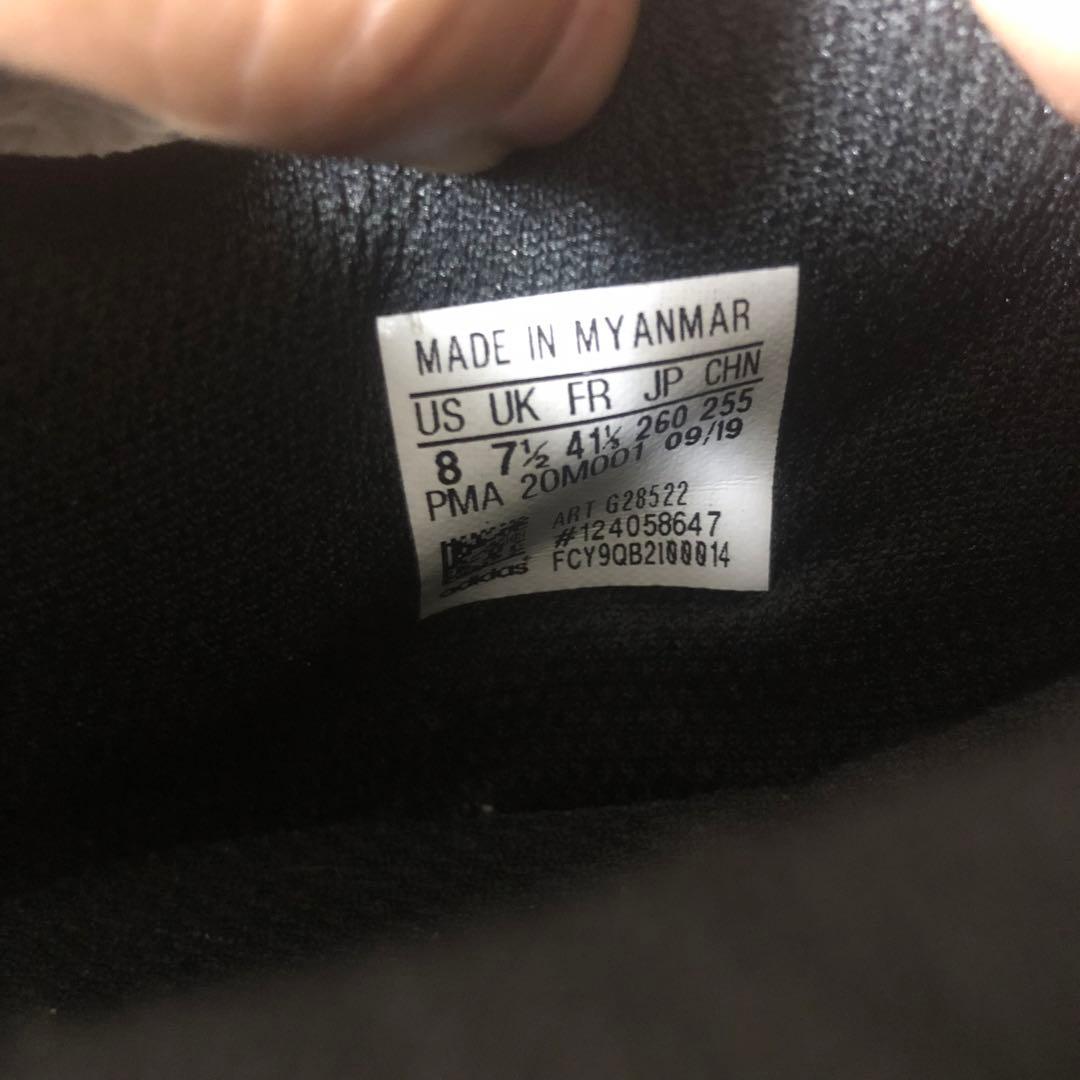 MADE IN MYANMAR
US UK FR JP CHN
8 7½ 41⅓ 260 255
PMA 20M001 09/19
ART G28522
#124058647
FCY9QB2I00014
adidas